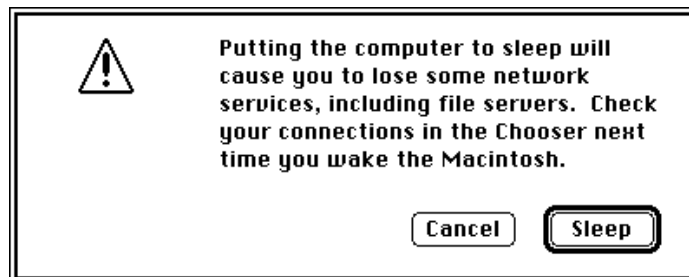 Putting the computer to sleep will
cause you to lose some network
services, including file servers.  Check
your connections in the Chooser next
time you wake the Macintosh.
Cancel
Sleep